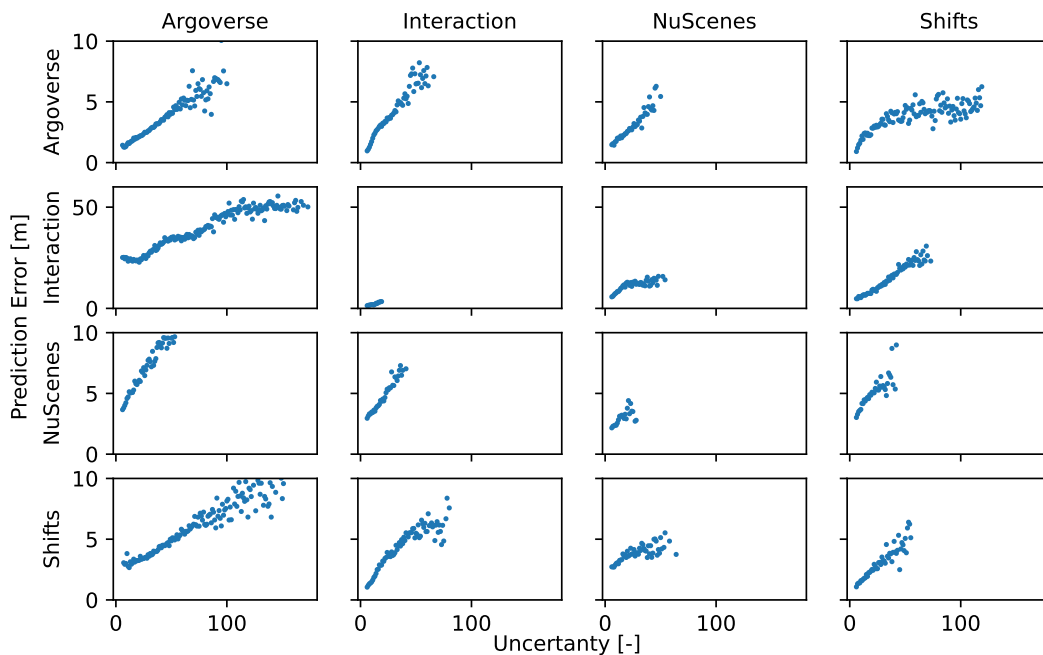 Argoverse Interaction NuScenes Shifts
Prediction Error [m]
Argoverse
10
5
0
Interaction
50
0
NuScenes
10
5
0
Shifts
10
5
0
0 100 0 100 0 100 0 100
Uncertanty [-]